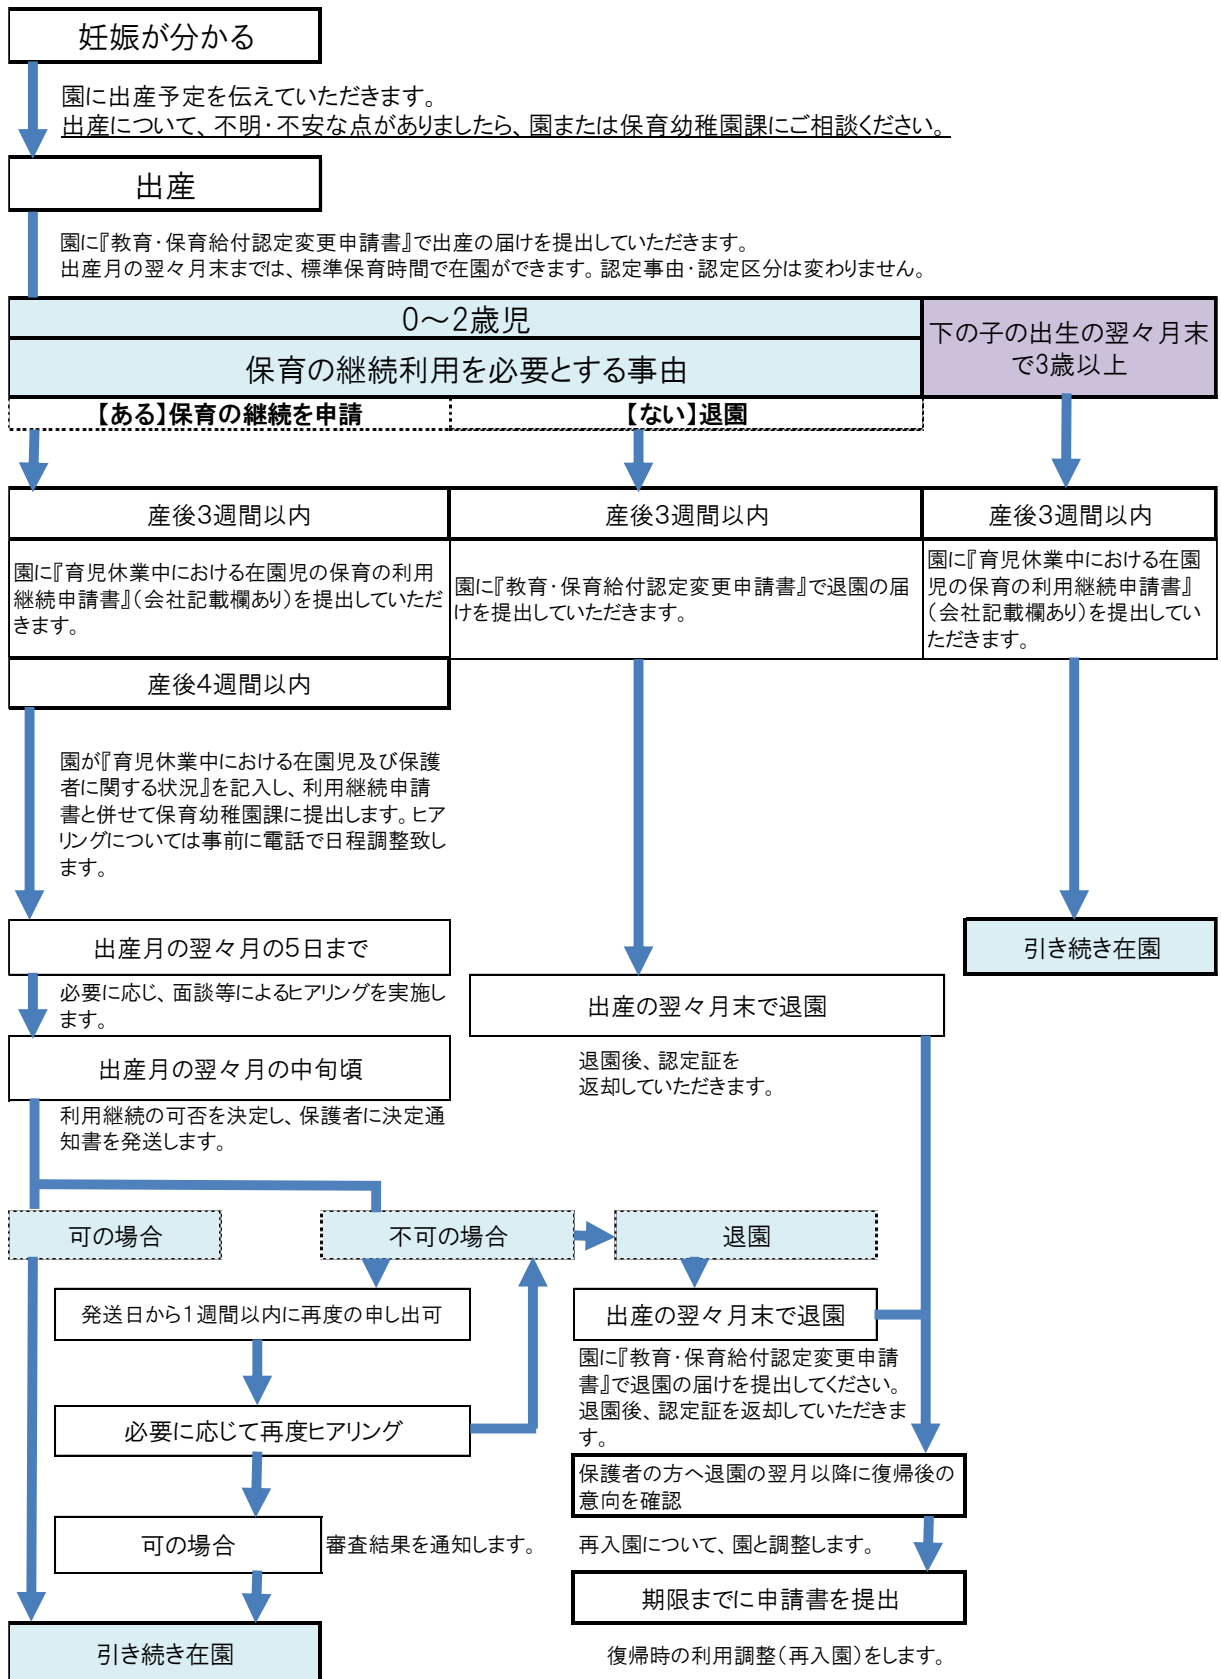 妊娠が分かる
園に出産予定を伝えていただきます。
出産について、不明・不安な点がありましたら、園または保育幼稚園課にご相談ください。
出産
園に『教育・保育給付認定変更申請書』で出産の届けを提出していただきます。
出産月の翌々月末までは、標準保育時間で在園ができます。認定事由・認定区分は変わりません。
0～2歳児
保育の継続利用を必要とする事由
下の子の出生の翌々月末
で3歳以上
【ある】保育の継続を申請
【ない】退園
産後3週間以内
園に『育児休業中における在園児の保育の利用
継続申請書』(会社記載欄あり)を提出していただ
きます。
産後3週間以内
園に『教育・保育給付認定変更申請書』で退園の届
けを提出していただきます。
産後3週間以内
園に『育児休業中における在園
児の保育の利用継続申請書』
(会社記載欄あり)を提出してい
ただきます。
産後4週間以内
園が『育児休業中における在園児及び保護
者に関する状況』を記入し、利用継続申請
書と併せて保育幼稚園課に提出します。ヒア
リングについては事前に電話で日程調整致し
ます。
出産月の翌々月の5日まで
引き続き在園
必要に応じ、面談等によるヒアリングを実施し
ます。
出産の翌々月末で退園
退園後、認定証を
返却していただきます。
出産月の翌々月の中旬頃
利用継続の可否を決定し、保護者に決定通
知書を発送します。
可の場合
不可の場合
退園
発送日から1週間以内に再度の申し出可
出産の翌々月末で退園
園に『教育・保育給付認定変更申請
書』で退園の届けを提出してください。
退園後、認定証を返却していただきま
す。
必要に応じて再度ヒアリング
保護者の方へ退園の翌月以降に復帰後の
意向を確認
可の場合
審査結果を通知します。
再入園について、園と調整します。
期限までに申請書を提出
引き続き在園
復帰時の利用調整(再入園)をします。